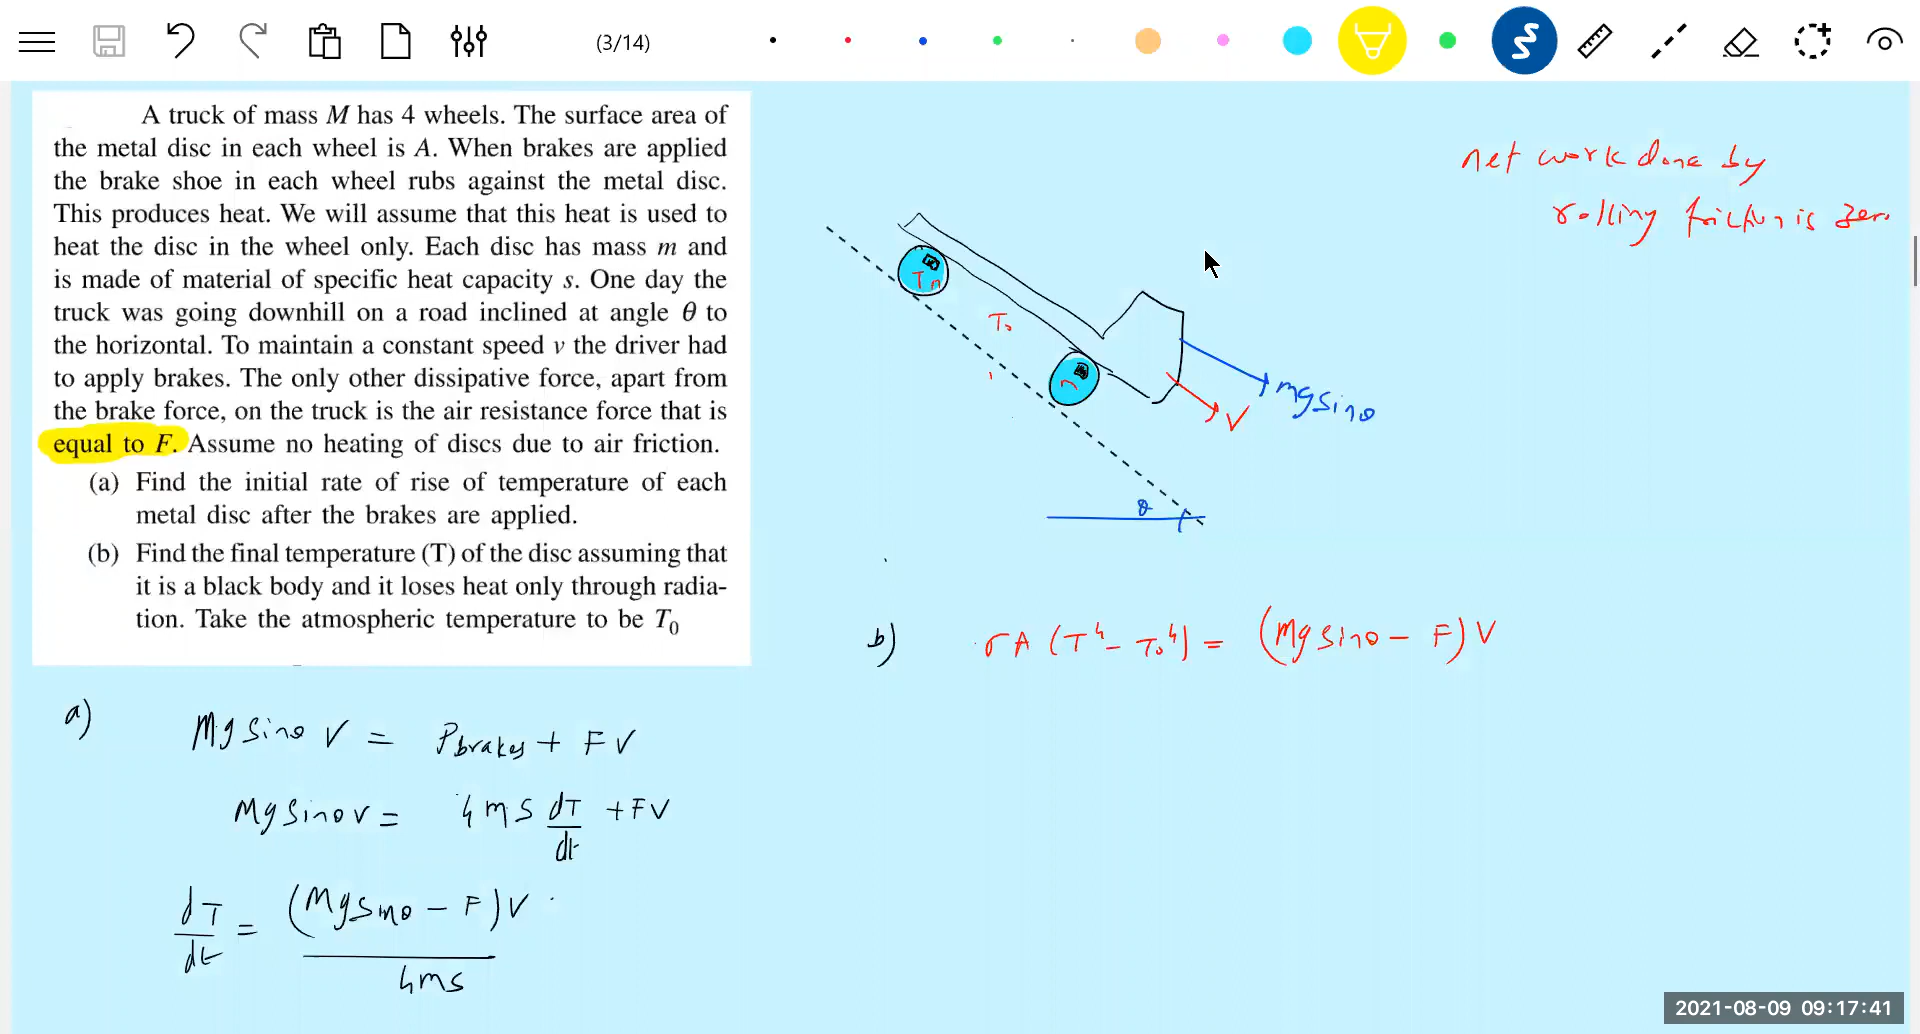 (3/14)
A truck of mass M has 4 wheels. The surface area of
the metal disc in each wheel is A. When brakes are applied
the brake shoe in each wheel rubs against the metal disc.
This produces heat. We will assume that this heat is used to
heat the disc in the wheel only. Each disc has mass m and
is made of material of specific heat capacity s. One day the
truck was going downhill on a road inclined at angle θ to
the horizontal. To maintain a constant speed v the driver had
to apply brakes. The only other dissipative force, apart from
the brake force, on the truck is the air resistance force that is
equal to F. Assume no heating of discs due to air friction.
(a) Find the initial rate of rise of temperature of each
metal disc after the brakes are applied.
(b) Find the final temperature (T) of the disc assuming that
it is a black body and it loses heat only through radia-
tion. Take the atmospheric temperature to be T₀
net work done by
rolling friction is zero
T
T₀
mgsinθ
V
θ
a) Mg sinθ V = Pbrakes + FV
Mg sinθ V = 4ms dT/dt + FV
dT/dt = (Mg sinθ - F)V / 4ms
b) σA (T⁴ - T₀⁴) = (Mg sinθ - F) V
2021-08-09 09:17:41